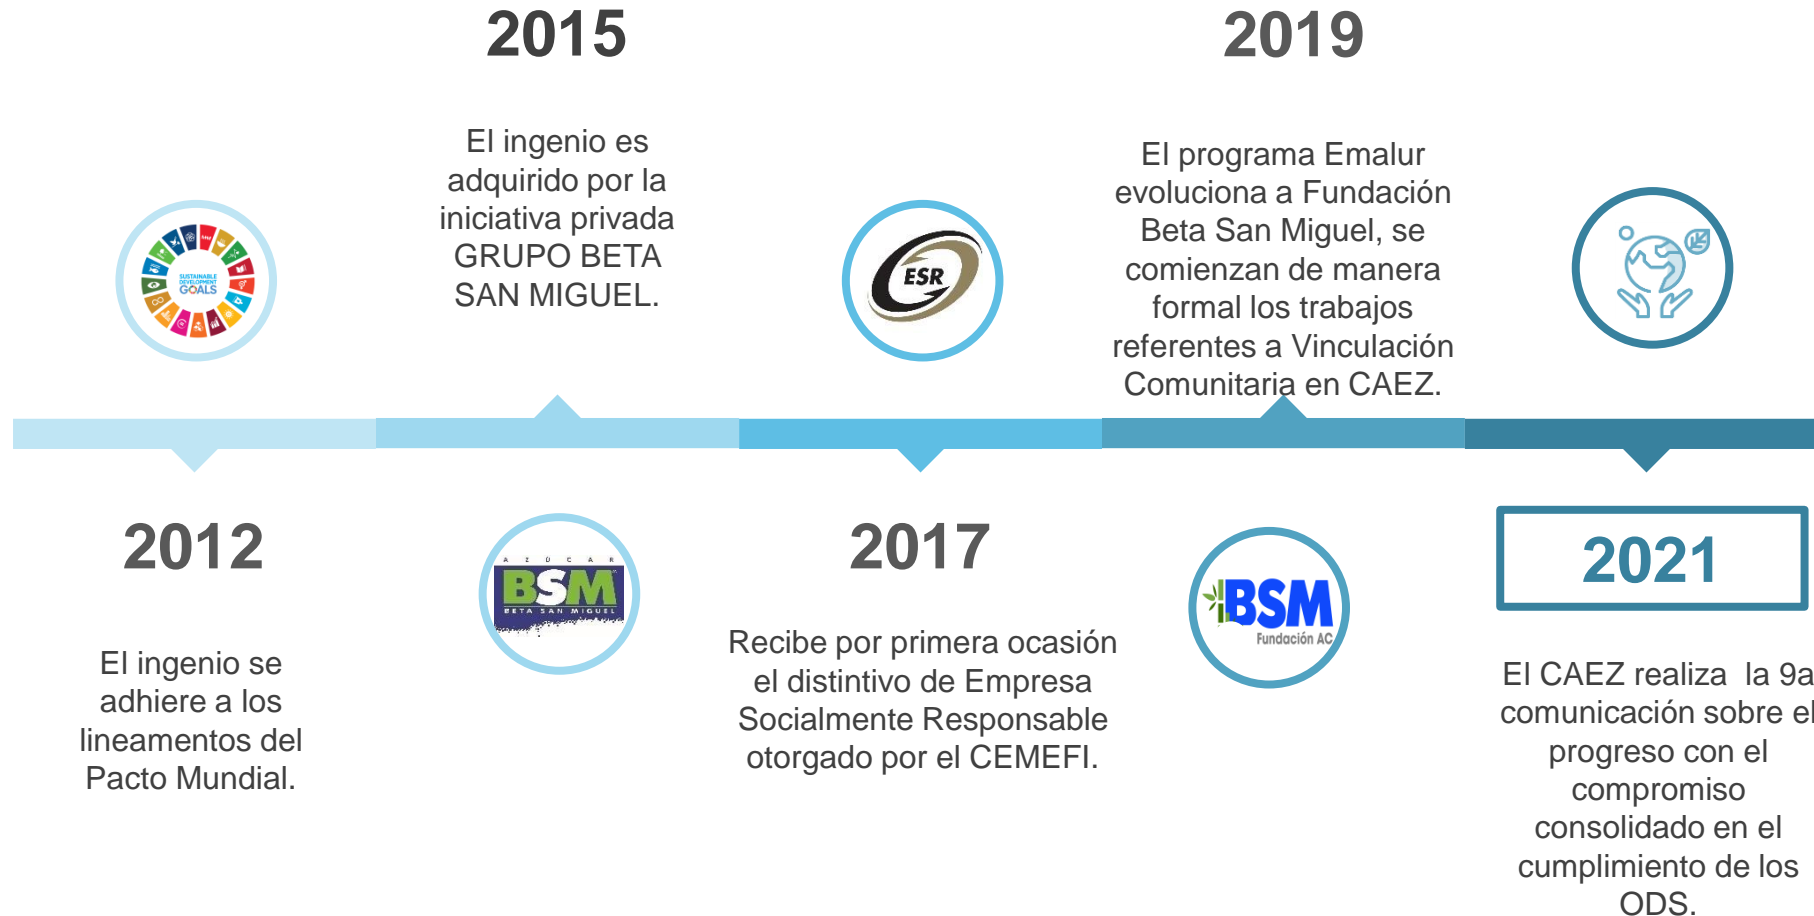 2015
El ingenio es
adquirido por la
iniciativa privada
GRUPO BETA
SAN MIGUEL.
2019
El programa Emalur
evoluciona a Fundación
Beta San Miguel, se
comienzan de manera
formal los trabajos
referentes a Vinculación
Comunitaria en CAEZ.
SUSTAINABLE
DEVELOPMENT
GOALS
ESR
2012
El ingenio se
adhiere a los
lineamentos del
Pacto Mundial.
AZÚCAR
BSM
BETA SAN MIGUEL
2017
Recibe por primera ocasión
el distintivo de Empresa
Socialmente Responsable
otorgado por el CEMEFI.
BSM
Fundación AC
2021
El CAEZ realiza  la 9a
comunicación sobre el
progreso con el
compromiso
consolidado en el
cumplimiento de los
ODS.